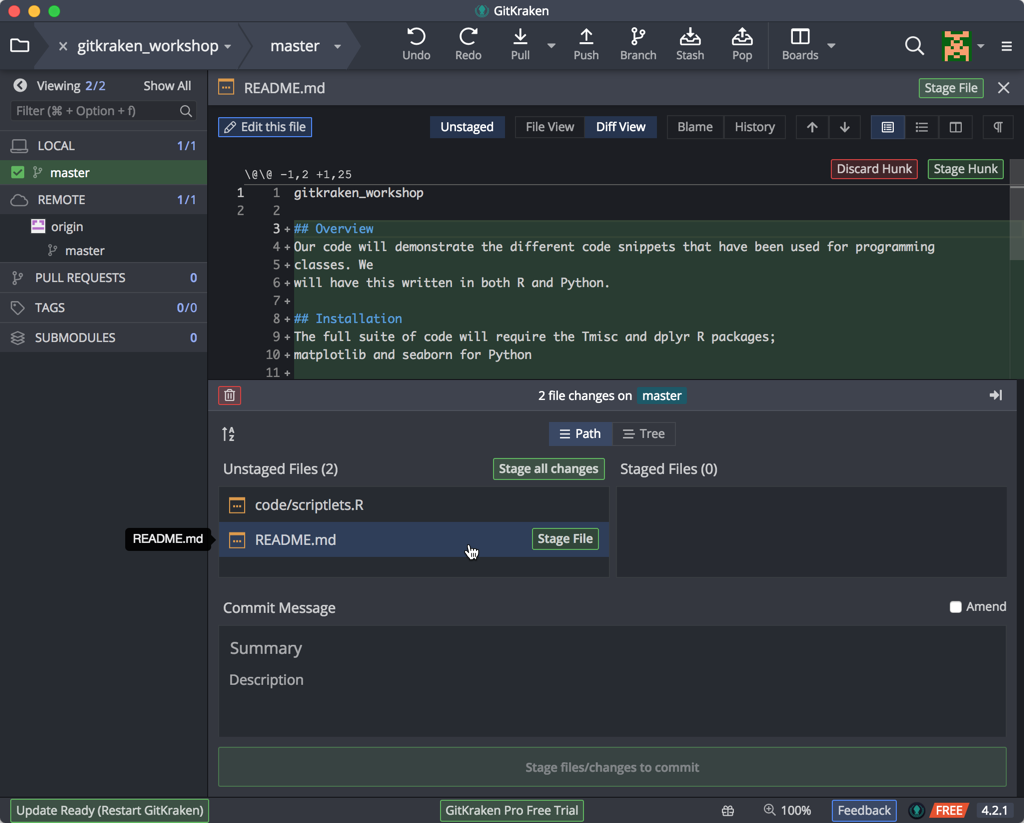 GitKraken
gitkraken_workshop
master
Undo
Redo
Pull
Push
Branch
Stash
Pop
Boards
Viewing 2/2
Show All
Filter (⌘ + Option + f)
LOCAL 1/1
master
REMOTE 1/1
origin
master
PULL REQUESTS 0
TAGS 0/0
SUBMODULES 0
README.md
Stage File
Edit this file
Unstaged
File View
Diff View
Blame
History
\@\@ -1,2 +1,25
Discard Hunk
Stage Hunk
1 1 gitkraken_workshop
2 2
3 + ## Overview
4 + Our code will demonstrate the different code snippets that have been used for programming
5 + classes. We
6 + will have this written in both R and Python.
7 +
8 + ## Installation
9 + The full suite of code will require the Tmisc and dplyr R packages;
10 + matplotlib and seaborn for Python
11 +
2 file changes on master
A Z
Path
Tree
Unstaged Files (2)
Stage all changes
Staged Files (0)
code/scriptlets.R
README.md
README.md
Stage File
Commit Message
Amend
Summary
Description
Stage files/changes to commit
Update Ready (Restart GitKraken)
GitKraken Pro Free Trial
100%
Feedback
FREE
4.2.1